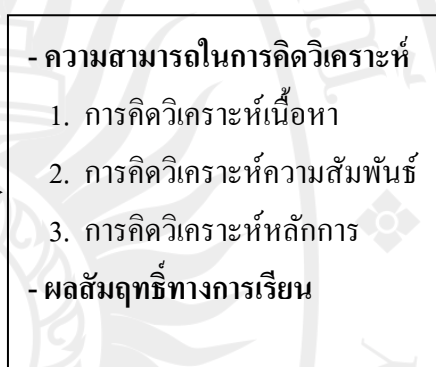 - ความสามารถในการคิดวิเคราะห์
1. การคิดวิเคราะห์เนื้อหา
2. การคิดวิเคราะห์ความสัมพันธ์
3. การคิดวิเคราะห์หลักการ
- ผลสัมฤทธิ์ทางการเรียน